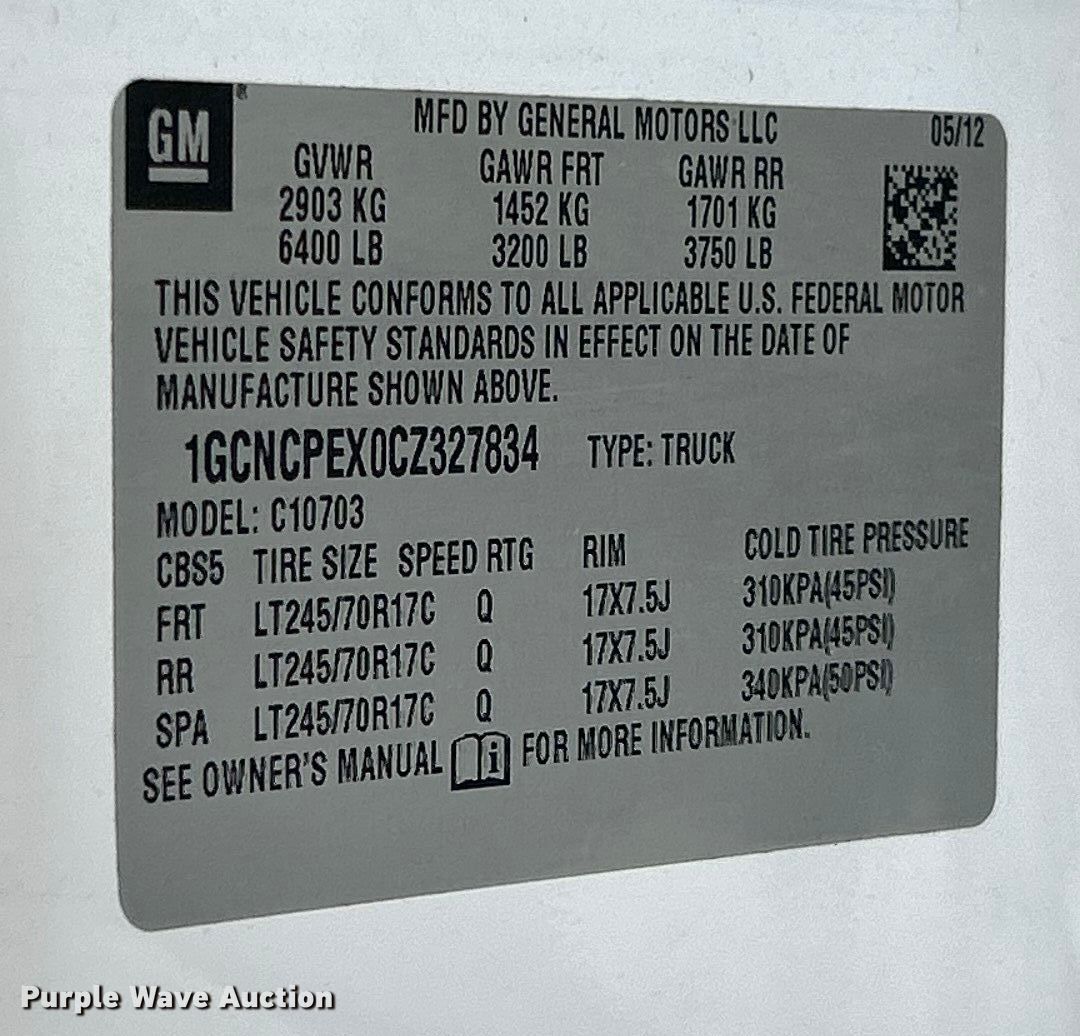 GM
MFD BY GENERAL MOTORS LLC 05/12
GVWR GAWR FRT GAWR RR
2903 KG 1452 KG 1701 KG
6400 LB 3200 LB 3750 LB
THIS VEHICLE CONFORMS TO ALL APPLICABLE U.S. FEDERAL MOTOR
VEHICLE SAFETY STANDARDS IN EFFECT ON THE DATE OF
MANUFACTURE SHOWN ABOVE.
1GCNCPEX0CZ327834 TYPE: TRUCK
MODEL: C10703
CBS5 TIRE SIZE SPEED RTG RIM COLD TIRE PRESSURE
FRT LT245/70R17C Q 17X7.5J 310KPA(45PSI)
RR LT245/70R17C Q 17X7.5J 310KPA(45PSI)
SPA LT245/70R17C Q 17X7.5J 340KPA(50PSI)
SEE OWNER'S MANUAL i FOR MORE INFORMATION.
Purple Wave Auction